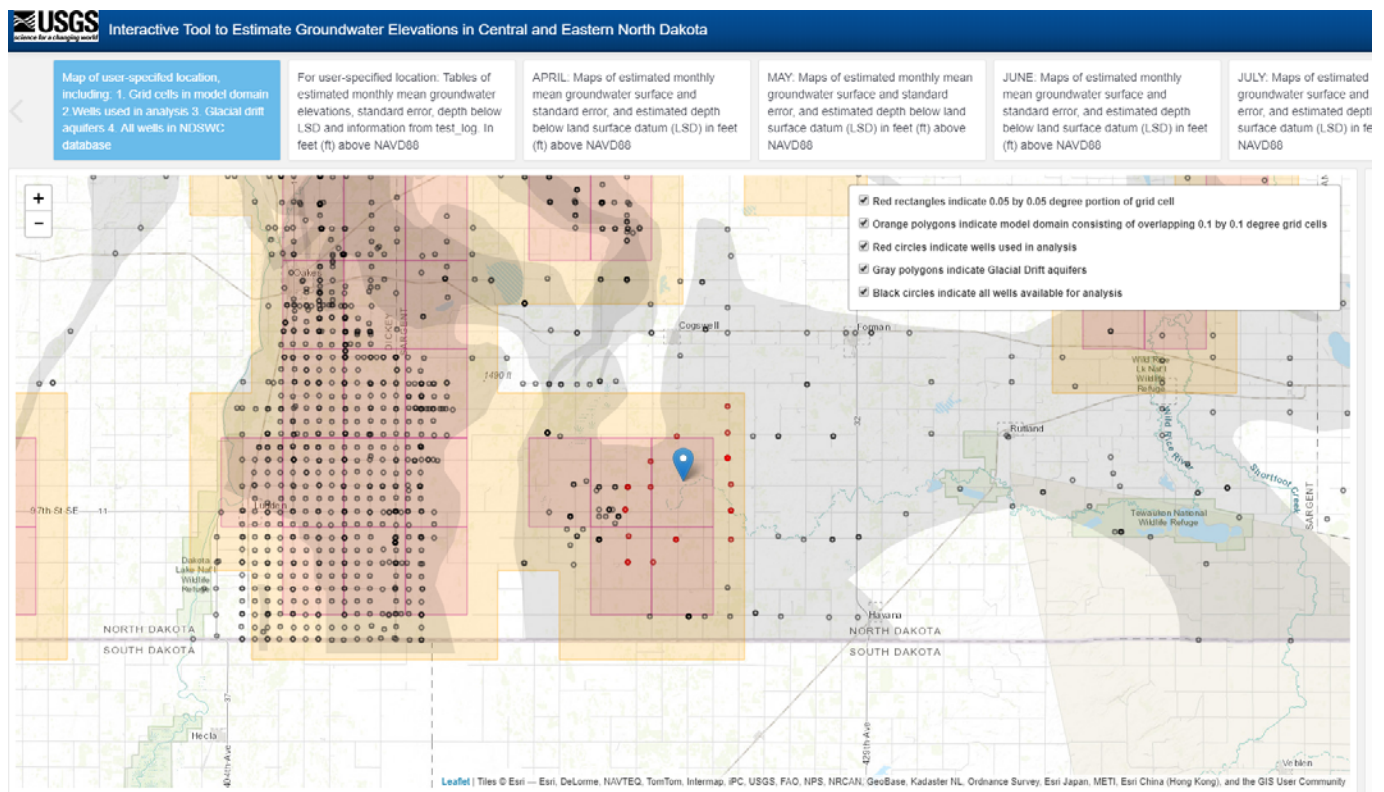 USGS
science for a changing world
Interactive Tool to Estimate Groundwater Elevations in Central and Eastern North Dakota
Map of user-specifed location,
including: 1. Grid cells in model domain
2.Wells used in analysis 3. Glacial drift
aquifers 4. All wells in NDSWC
database
For user-specified location: Tables of
estimated monthly mean groundwater
elevations, standard error, depth below
LSD and information from test_log. In
feet (ft) above NAVD88
APRIL: Maps of estimated monthly
mean groundwater surface and
standard error, and estimated depth
below land surface datum (LSD) in feet
(ft) above NAVD88
MAY: Maps of estimated monthly mean
groundwater surface and standard
error, and estimated depth below land
surface datum (LSD) in feet (ft) above
NAVD88
JUNE: Maps of estimated monthly
mean groundwater surface and
standard error, and estimated depth
below land surface datum (LSD) in feet
(ft) above NAVD88
JULY: Maps of estimated
groundwater surface and
error, and estimated depth
surface datum (LSD) in fe
NAVD88
+
−
Red rectangles indicate 0.05 by 0.05 degree portion of grid cell
Orange polygons indicate model domain consisting of overlapping 0.1 by 0.1 degree grid cells
Red circles indicate wells used in analysis
Gray polygons indicate Glacial Drift aquifers
Black circles indicate all wells available for analysis
Oakes
DICKEY
SARGENT
Cogswell
Forman
1490 ft
Wild Rice
Lk Nat'l
Wildlife
Refuge
32
Rutland
Wild Rice River
Shortfoot Creek
97th St SE
11
Ludden
SARGENT
Tewaukon National
Wildlife Refuge
Dakota
Lake Nat'l
Wildlife
Refuge
Havana
NORTH DAKOTA
SOUTH DAKOTA
NORTH DAKOTA
SOUTH DAKOTA
37
Hecla
404th Ave
429th Ave
Veblen
Leaflet | Tiles © Esri — Esri, DeLorme, NAVTEQ, TomTom, Intermap, iPC, USGS, FAO, NPS, NRCAN, GeoBase, Kadaster NL, Ordnance Survey, Esri Japan, METI, Esri China (Hong Kong), and the GIS User Community